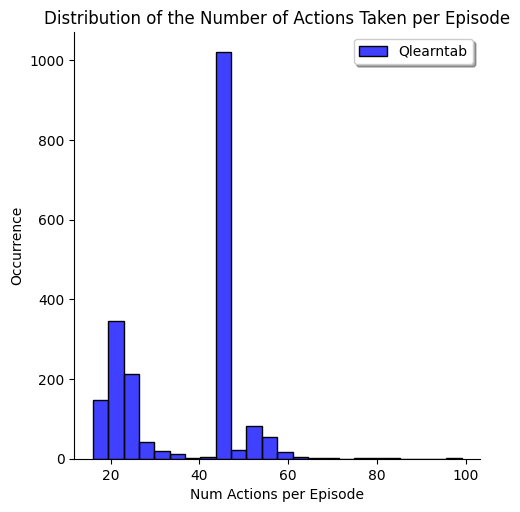 Distribution of the Number of Actions Taken per Episode
Qlearntab
1000
800
600
400
200
0
Occurrence
20 40 60 80 100
Num Actions per Episode